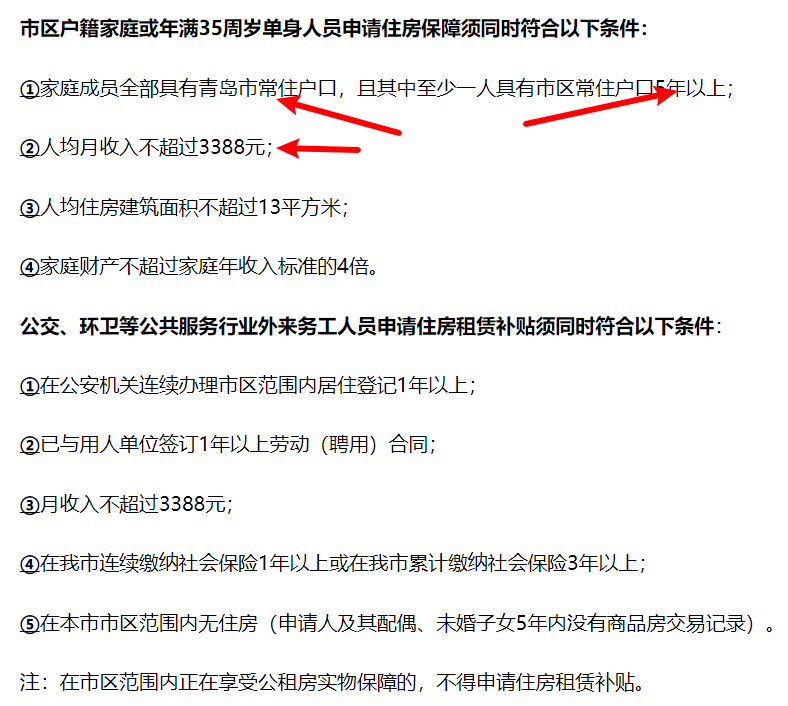 市区户籍家庭或年满35周岁单身人员申请住房保障须同时符合以下条件：
①家庭成员全部具有青岛市常住户口，且其中至少一人具有市区常住户口5年以上；
②人均月收入不超过3388元；
③人均住房建筑面积不超过13平方米；
④家庭财产不超过家庭年收入标准的4倍。
公交、环卫等公共服务行业外来务工人员申请住房租赁补贴须同时符合以下条件：
①在公安机关连续办理市区范围内居住登记1年以上；
②已与用人单位签订1年以上劳动（聘用）合同；
③月收入不超过3388元；
④在我市连续缴纳社会保险1年以上或在我市累计缴纳社会保险3年以上；
⑤在本市市区范围内无住房（申请人及其配偶、未婚子女5年内没有商品房交易记录）。
注：在市区范围内正在享受公租房实物保障的，不得申请住房租赁补贴。